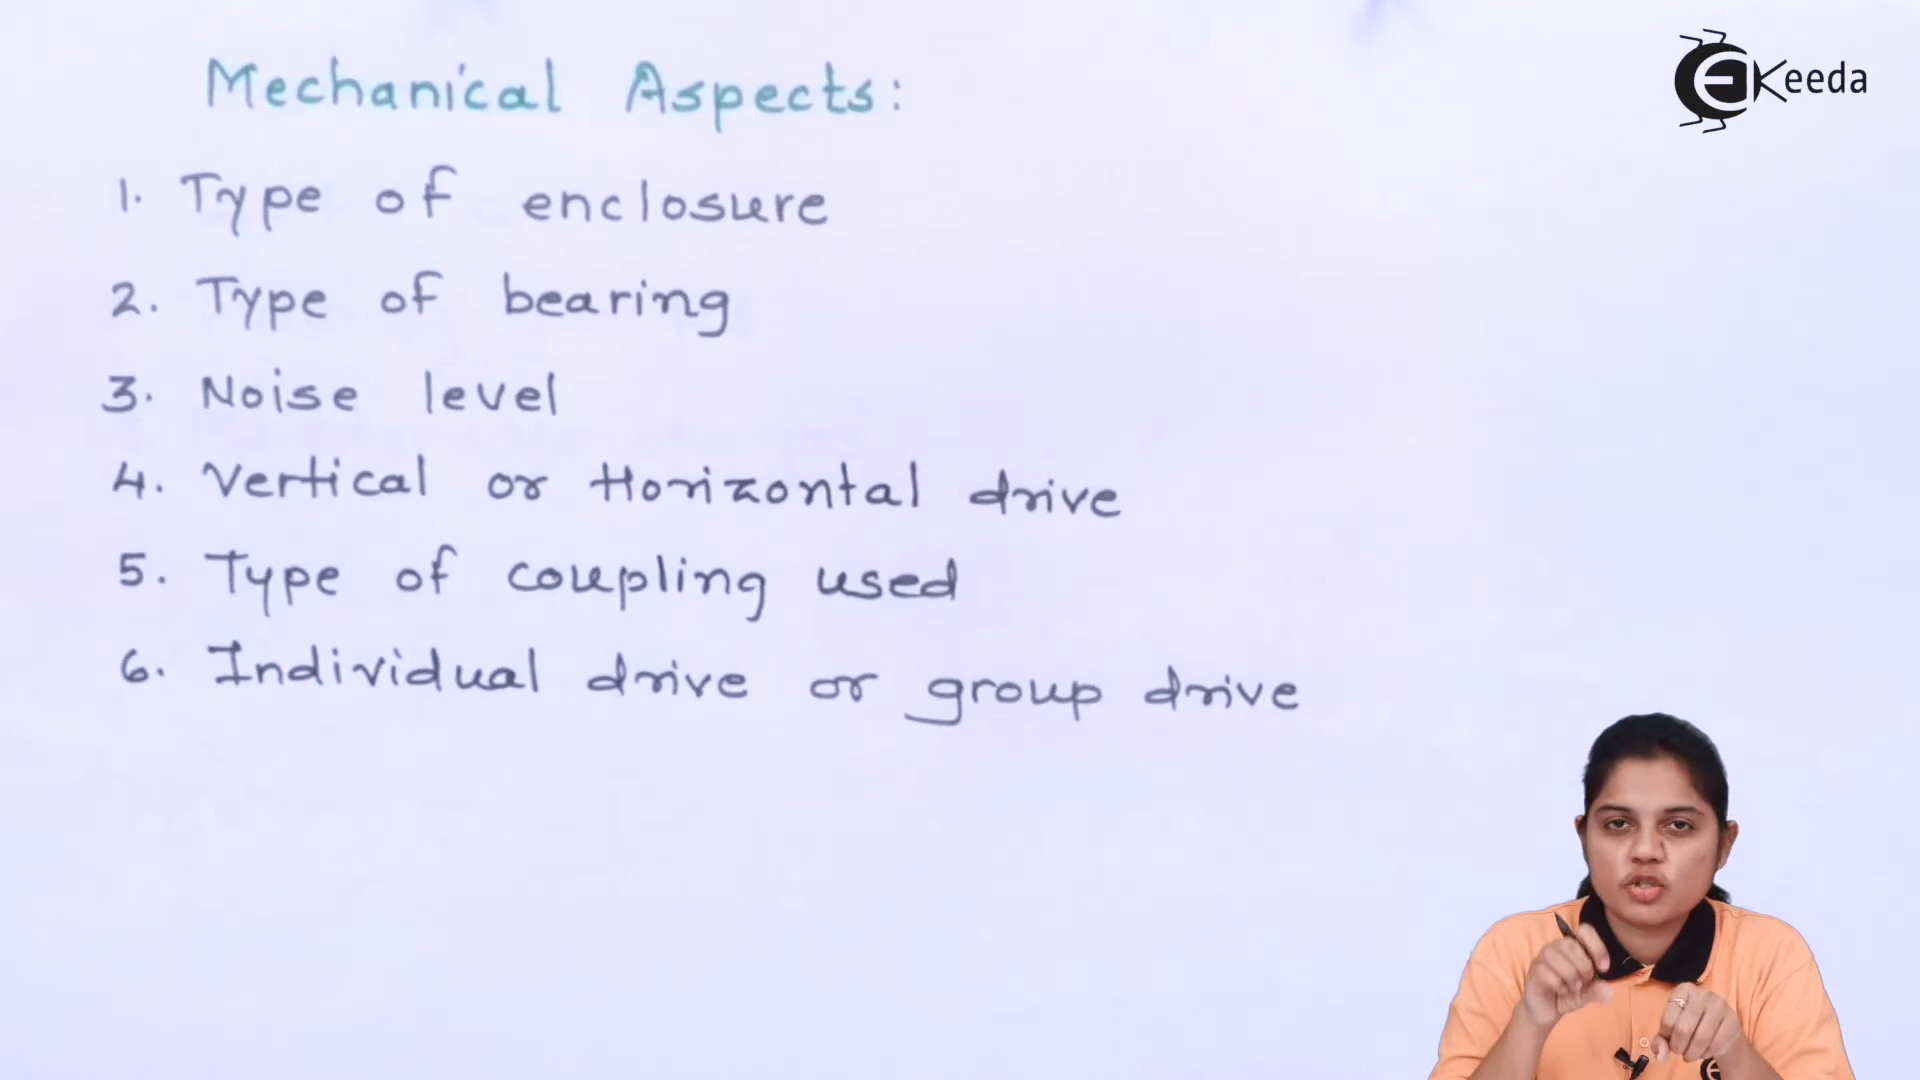 Mechanical Aspects:
EKeeda
1. Type of enclosure
2. Type of bearing
3. Noise level
4. Vertical or Horizontal drive
5. Type of coupling used
6. Individual drive or group drive